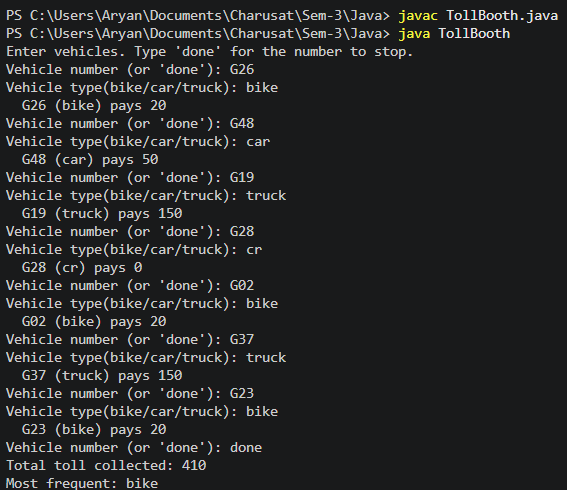 PS C:\Users\Aryan\Documents\Charusat\Sem-3\Java> javac TollBooth.java
PS C:\Users\Aryan\Documents\Charusat\Sem-3\Java> java TollBooth
Enter vehicles. Type 'done' for the number to stop.
Vehicle number (or 'done'): G26
Vehicle type(bike/car/truck): bike
  G26 (bike) pays 20
Vehicle number (or 'done'): G48
Vehicle type(bike/car/truck): car
  G48 (car) pays 50
Vehicle number (or 'done'): G19
Vehicle type(bike/car/truck): truck
  G19 (truck) pays 150
Vehicle number (or 'done'): G28
Vehicle type(bike/car/truck): cr
  G28 (cr) pays 0
Vehicle number (or 'done'): G02
Vehicle type(bike/car/truck): bike
  G02 (bike) pays 20
Vehicle number (or 'done'): G37
Vehicle type(bike/car/truck): truck
  G37 (truck) pays 150
Vehicle number (or 'done'): G23
Vehicle type(bike/car/truck): bike
  G23 (bike) pays 20
Vehicle number (or 'done'): done
Total toll collected: 410
Most frequent: bike